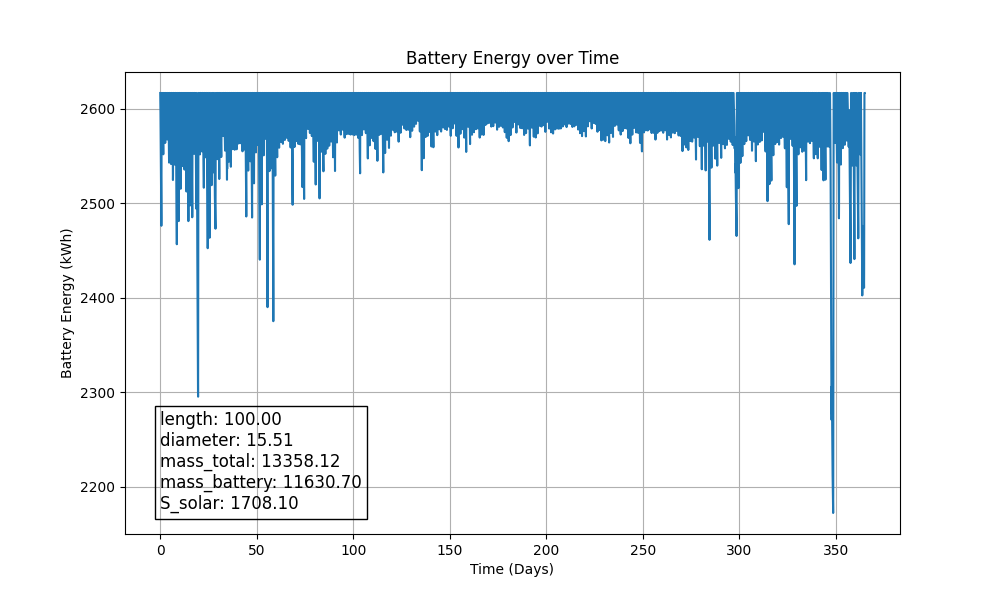 Battery Energy over Time
Battery Energy (kWh)
2600
2500
2400
2300
2200
length: 100.00
diameter: 15.51
mass_total: 13358.12
mass_battery: 11630.70
S_solar: 1708.10
0 50 100 150 200 250 300 350
Time (Days)